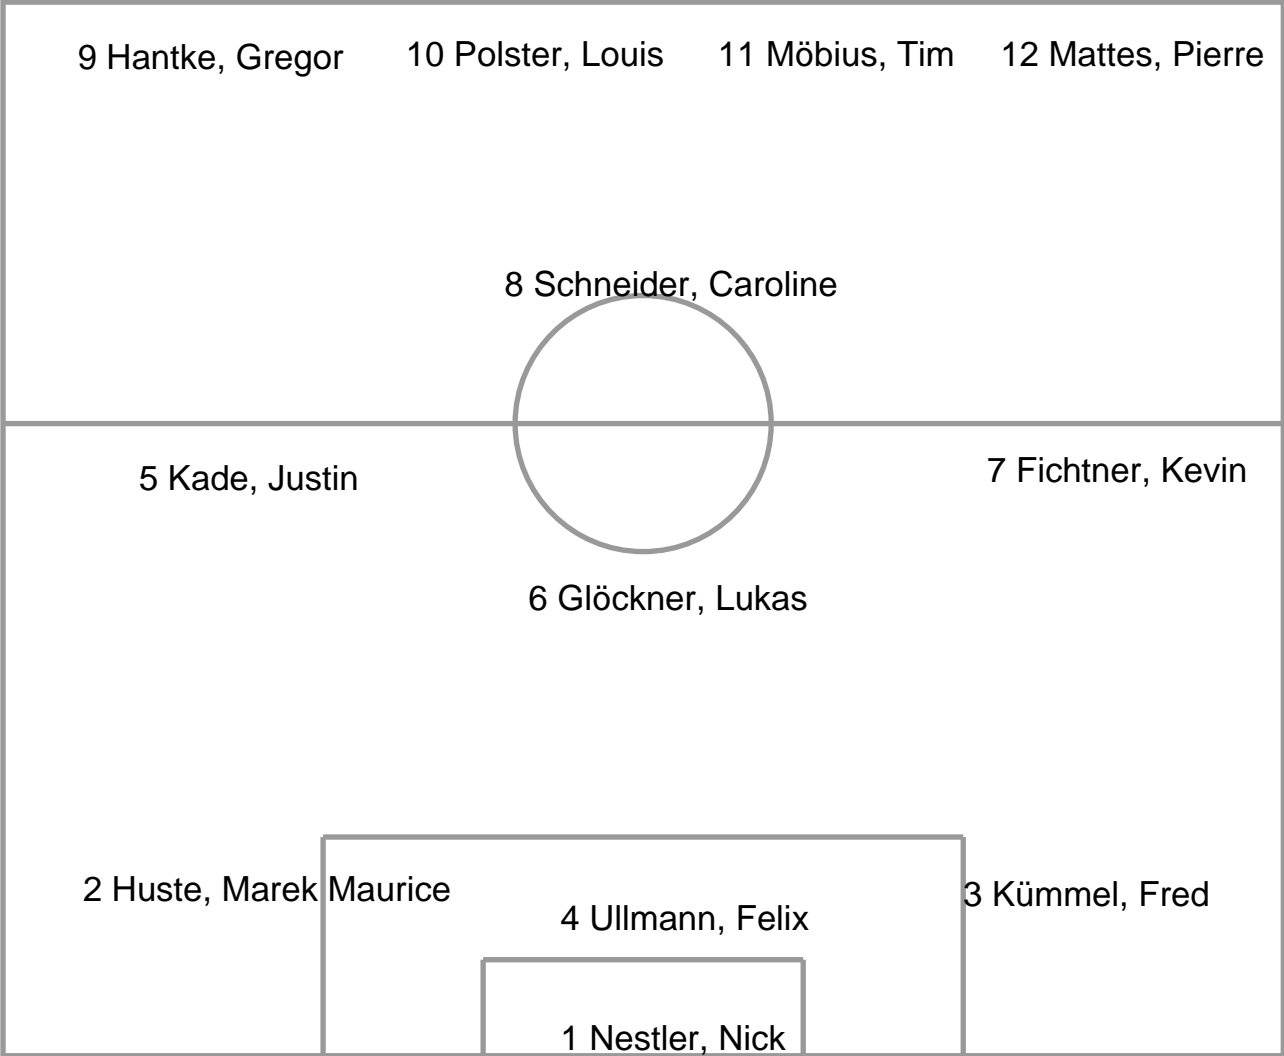 9 Hantke, Gregor
10 Polster, Louis
11 Möbius, Tim
12 Mattes, Pierre
8 Schneider, Caroline
5 Kade, Justin
7 Fichtner, Kevin
6 Glöckner, Lukas
2 Huste, Marek Maurice
3 Kümmel, Fred
4 Ullmann, Felix
1 Nestler, Nick